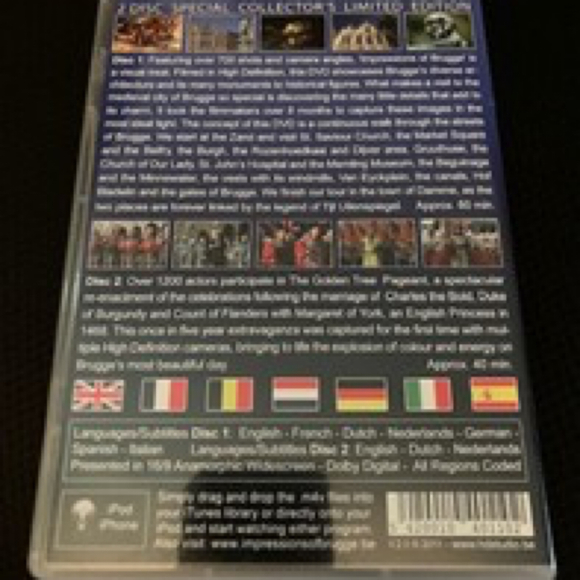 2 DISC SPECIAL COLLECTOR'S LIMITED EDITION
Disc 1: Featuring over 700 shots and camera angles, 'Impressions of Brugge' is
a visual treat. Filmed in High Definition, this DVD showcases Brugge's diverse ar-
chitecture and its many monuments to historical figures. What makes a visit to the
medieval city of Brugge so special is discovering the many little details that add to
its charm. It took the filmmakers over 8 months to capture these images in the
most ideal light. The concept of this DVD is a continuous walk through the streets
of Brugge. We start at the Zand and visit St. Saviour Church, the Market Square
and the Belfry, the Burgh, the Rozenhoedkaai and Dijver area, Gruuthuse, the
Church of Our Lady, St. John's Hospital and the Memling Museum, the Beguinage
and the Minnewater, the vests with its windmills, Van Eyckplein, the canals, Hof
Bladelin and the gates of Brugge. We finish our tour in the town of Damme, as the
two places are forever linked by the legend of Tijl Uilenspiegel. Approx. 60 min.
Disc 2 Over 1200 actors participate in The Golden Tree Pageant, a spectacular
re-enactment of the celebrations following the marriage of Charles the Bold, Duke
of Burgundy and Count of Flanders with Margaret of York, an English Princess in
1468. This once in five year extravaganza was captured for the first time with mul-
tiple High Definition cameras, bringing to life the explosion of colour and energy on
Brugge's most beautiful day. Approx. 40 min.
Languages/Subtitles Disc 1: English - French - Dutch - Nederlands - German -
Spanish - Italian Languages/Subtitles Disc 2 English - Dutch - Nederlands
Presented in 16/9 Anamorphic Widescreen - Dolby Digital - All Regions Coded
iPod
iPhone
Simply drag and drop the .m4v files into
your iTunes library or directly onto your
iPod and start watching either program.
Also visit: www.impressionsofbrugge.be